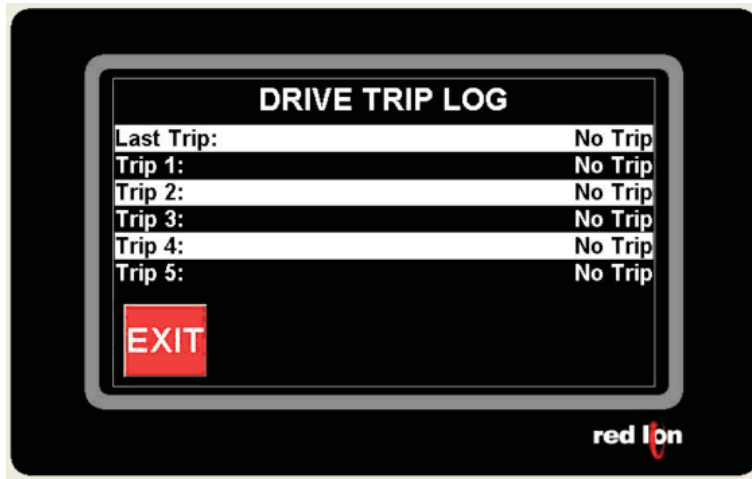 DRIVE TRIP LOG
Last Trip: No Trip
Trip 1: No Trip
Trip 2: No Trip
Trip 3: No Trip
Trip 4: No Trip
Trip 5: No Trip
EXIT
red lion